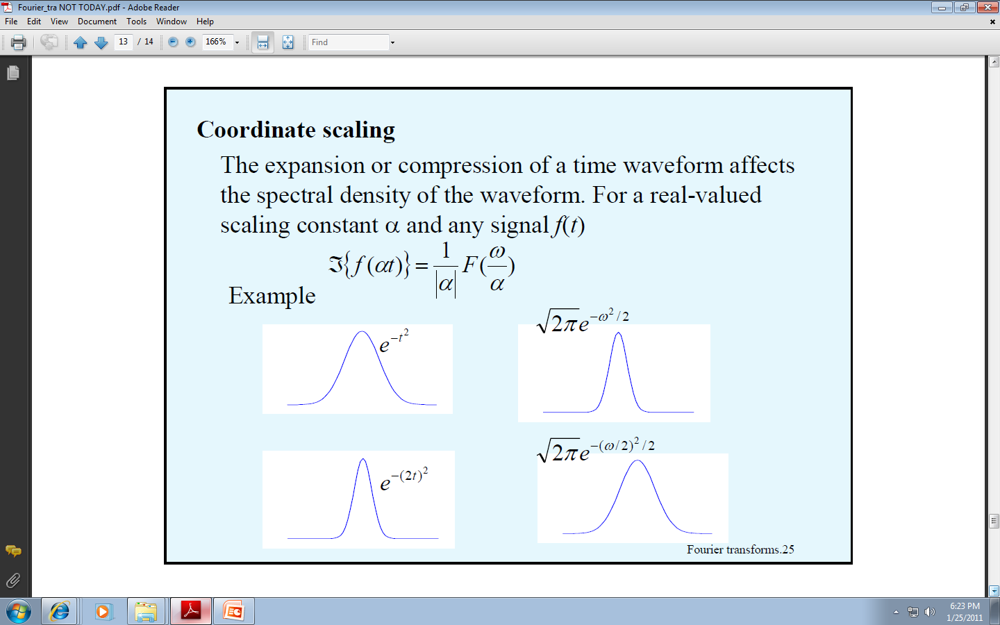 Fourier_tra NOT TODAY.pdf - Adobe Reader
File Edit View Document Tools Window Help
13 / 14 166% Find
Coordinate scaling
The expansion or compression of a time waveform affects
the spectral density of the waveform. For a real-valued
scaling constant α and any signal f(t)
ℑ{f(αt)} = 1/|α| F(ω/α)
Example
e^{-t^2}
√2π e^{-ω^2/2}
e^{-(2t)^2}
√2π e^{-(ω/2)^2/2}
Fourier transforms.25
6:23 PM
1/25/2011